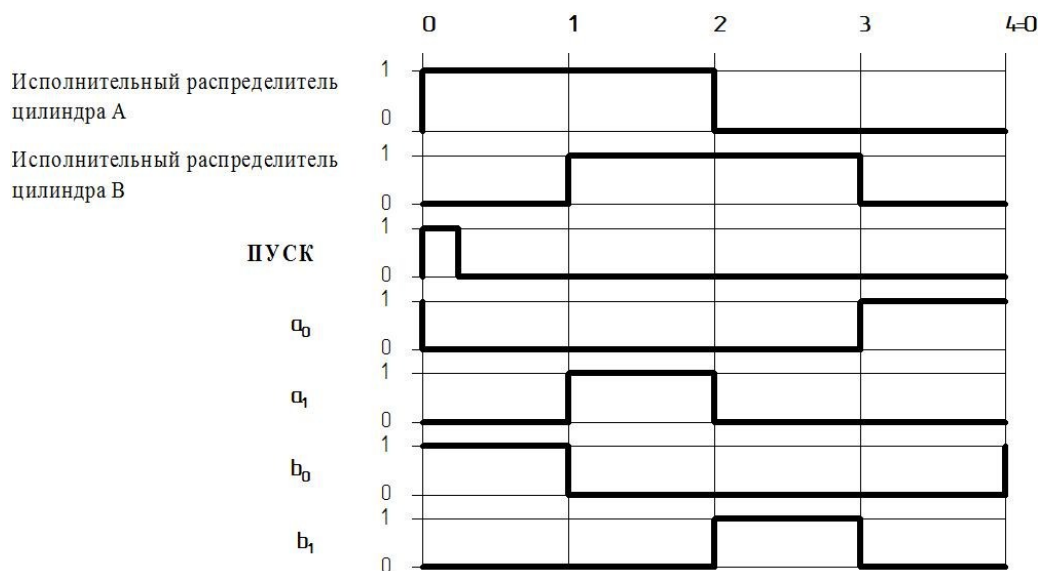 0 1 2 3 4=0
Исполнительный распределитель
цилиндра А
1
0
Исполнительный распределитель
цилиндра В
1
0
ПУСК
1
0
a₀
1
0
a₁
1
0
b₀
1
0
b₁
1
0